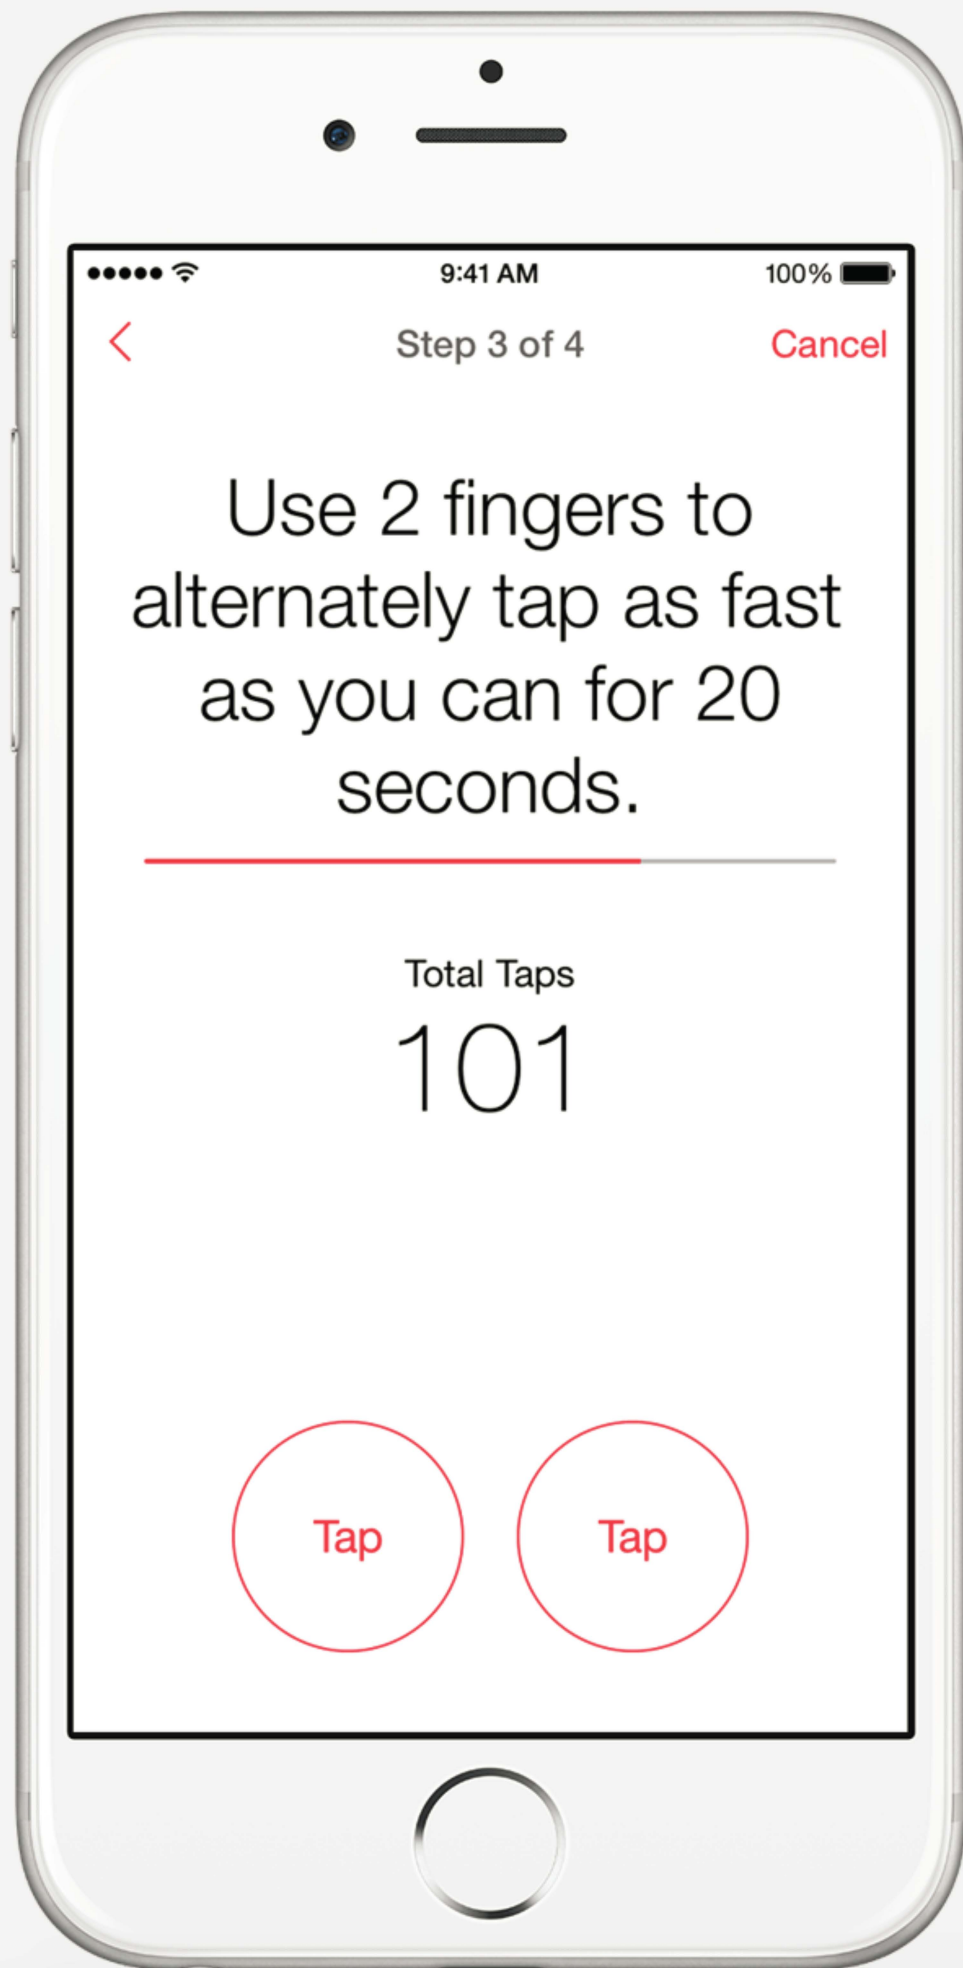 9:41 AM
100%
Step 3 of 4
Cancel
Use 2 fingers to
alternately tap as fast
as you can for 20
seconds.
Total Taps
101
Tap
Tap